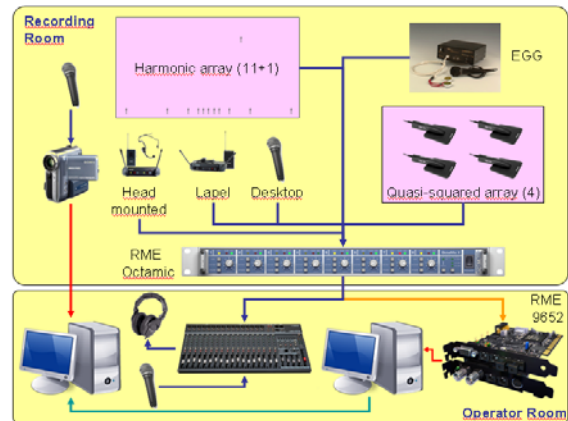 Recording
Room
Harmonic array (11+1)
EGG
Head
mounted
Lapel
Desktop
Quasi-squared array (4)
RME
Octamic
RME
9652
Operator Room